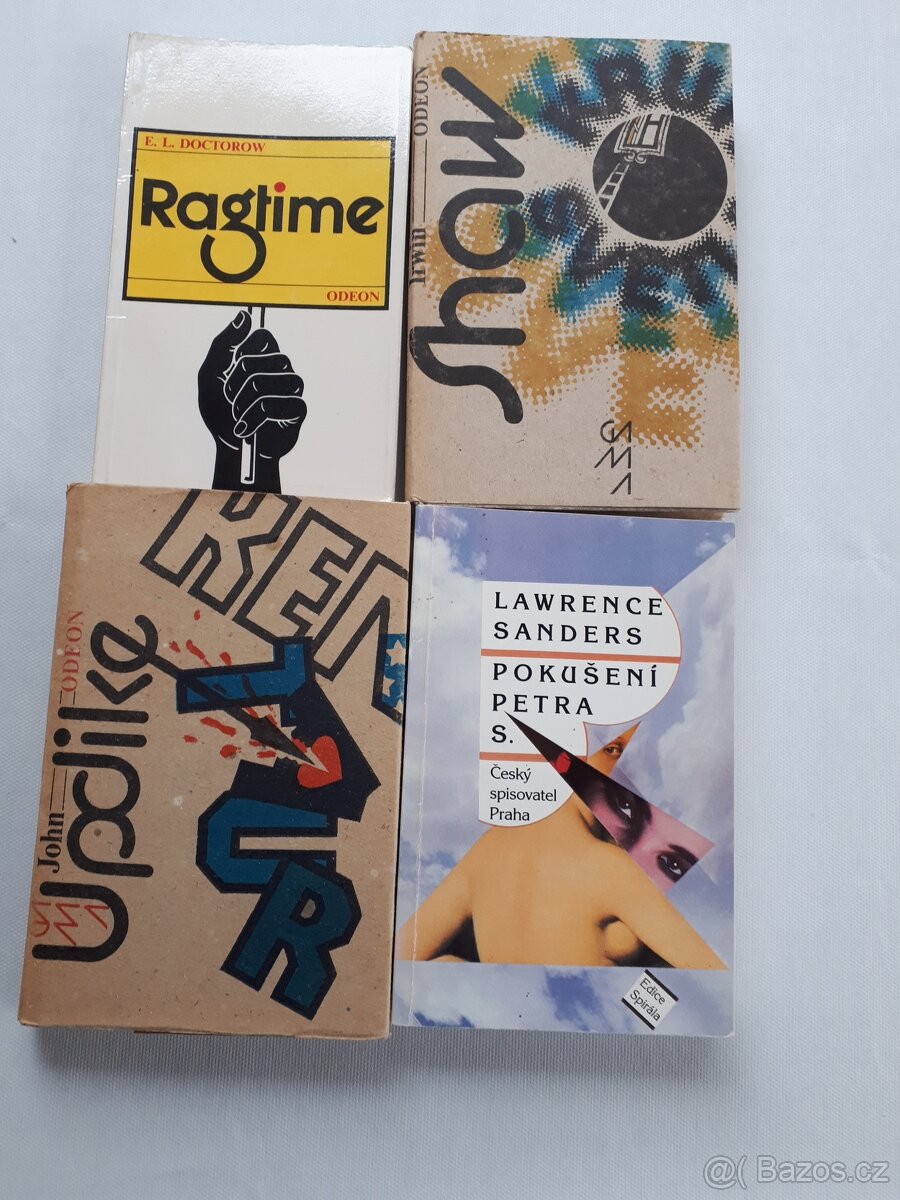 E. L. DOCTOROW
Ragtime
ODEON
Irwin
ODEON
Shaw
GAMA
John
ODEON
Updike
KEN
LAWRENCE
SANDERS
POKUŠENÍ
PETRA
S.
Český
spisovatel
Praha
Edice
Spirála
@( Bazos.cz